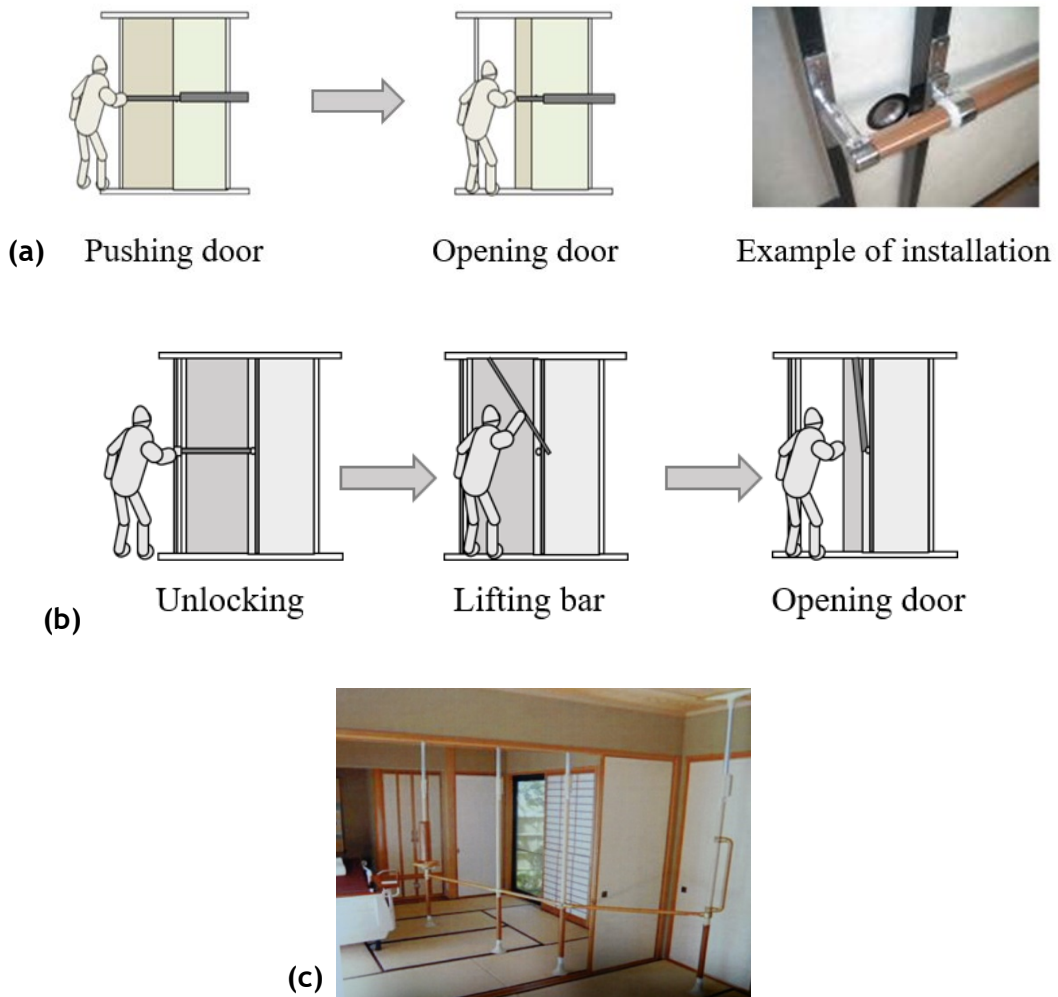 (a) Pushing door Opening door Example of installation
Unlocking Lifting bar Opening door
(b)
(c)